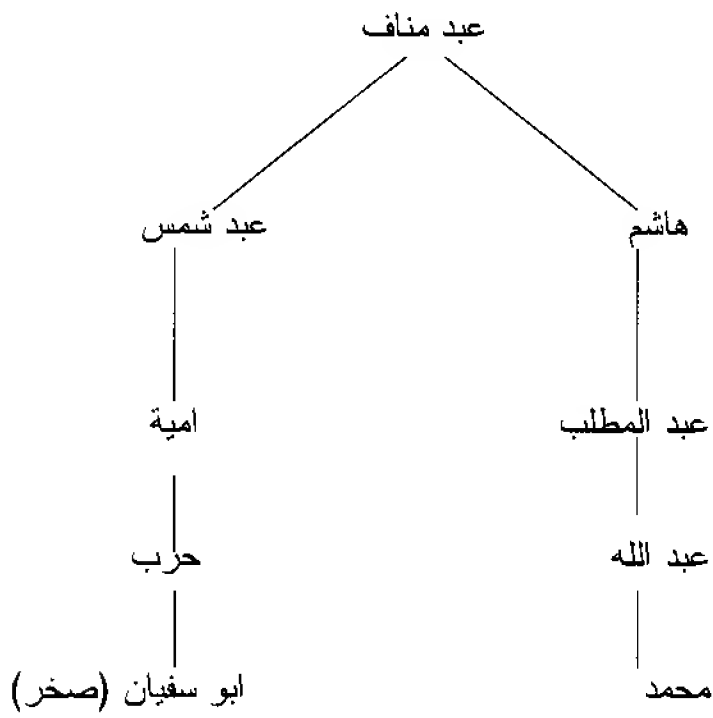 عبد مناف
هاشم
عبد شمس
عبد المطلب
امية
عبد الله
حرب
محمد
ابو سفيان (صخر)